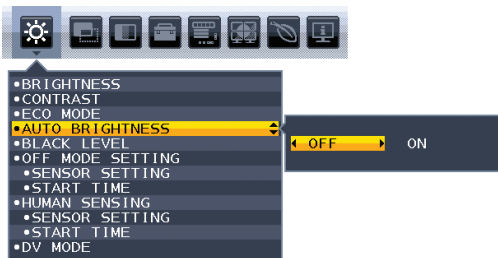 •BRIGHTNESS
•CONTRAST
•ECO MODE
•AUTO BRIGHTNESS
OFF ON
•BLACK LEVEL
•OFF MODE SETTING
•SENSOR SETTING
•START TIME
•HUMAN SENSING
•SENSOR SETTING
•START TIME
•DV MODE